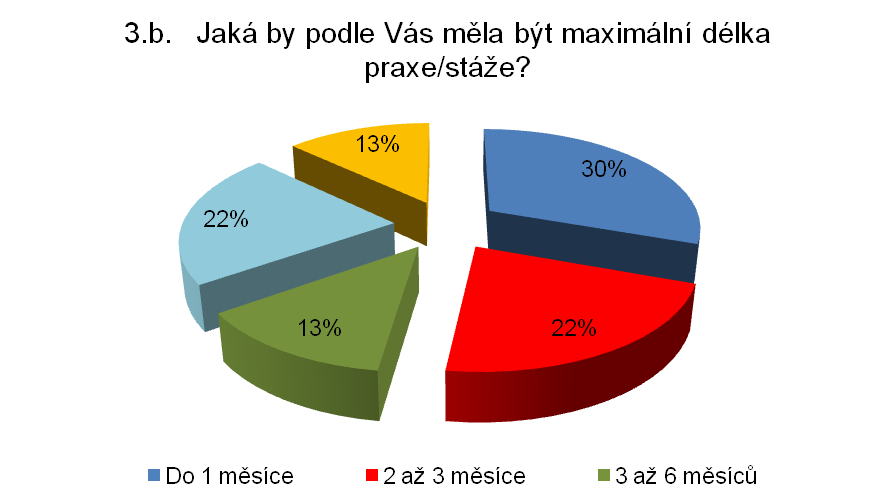 3.b. Jaká by podle Vás měla být maximální délka
praxe/stáže?
13%
30%
22%
13%
22%
Do 1 měsíce
2 až 3 měsíce
3 až 6 měsíců